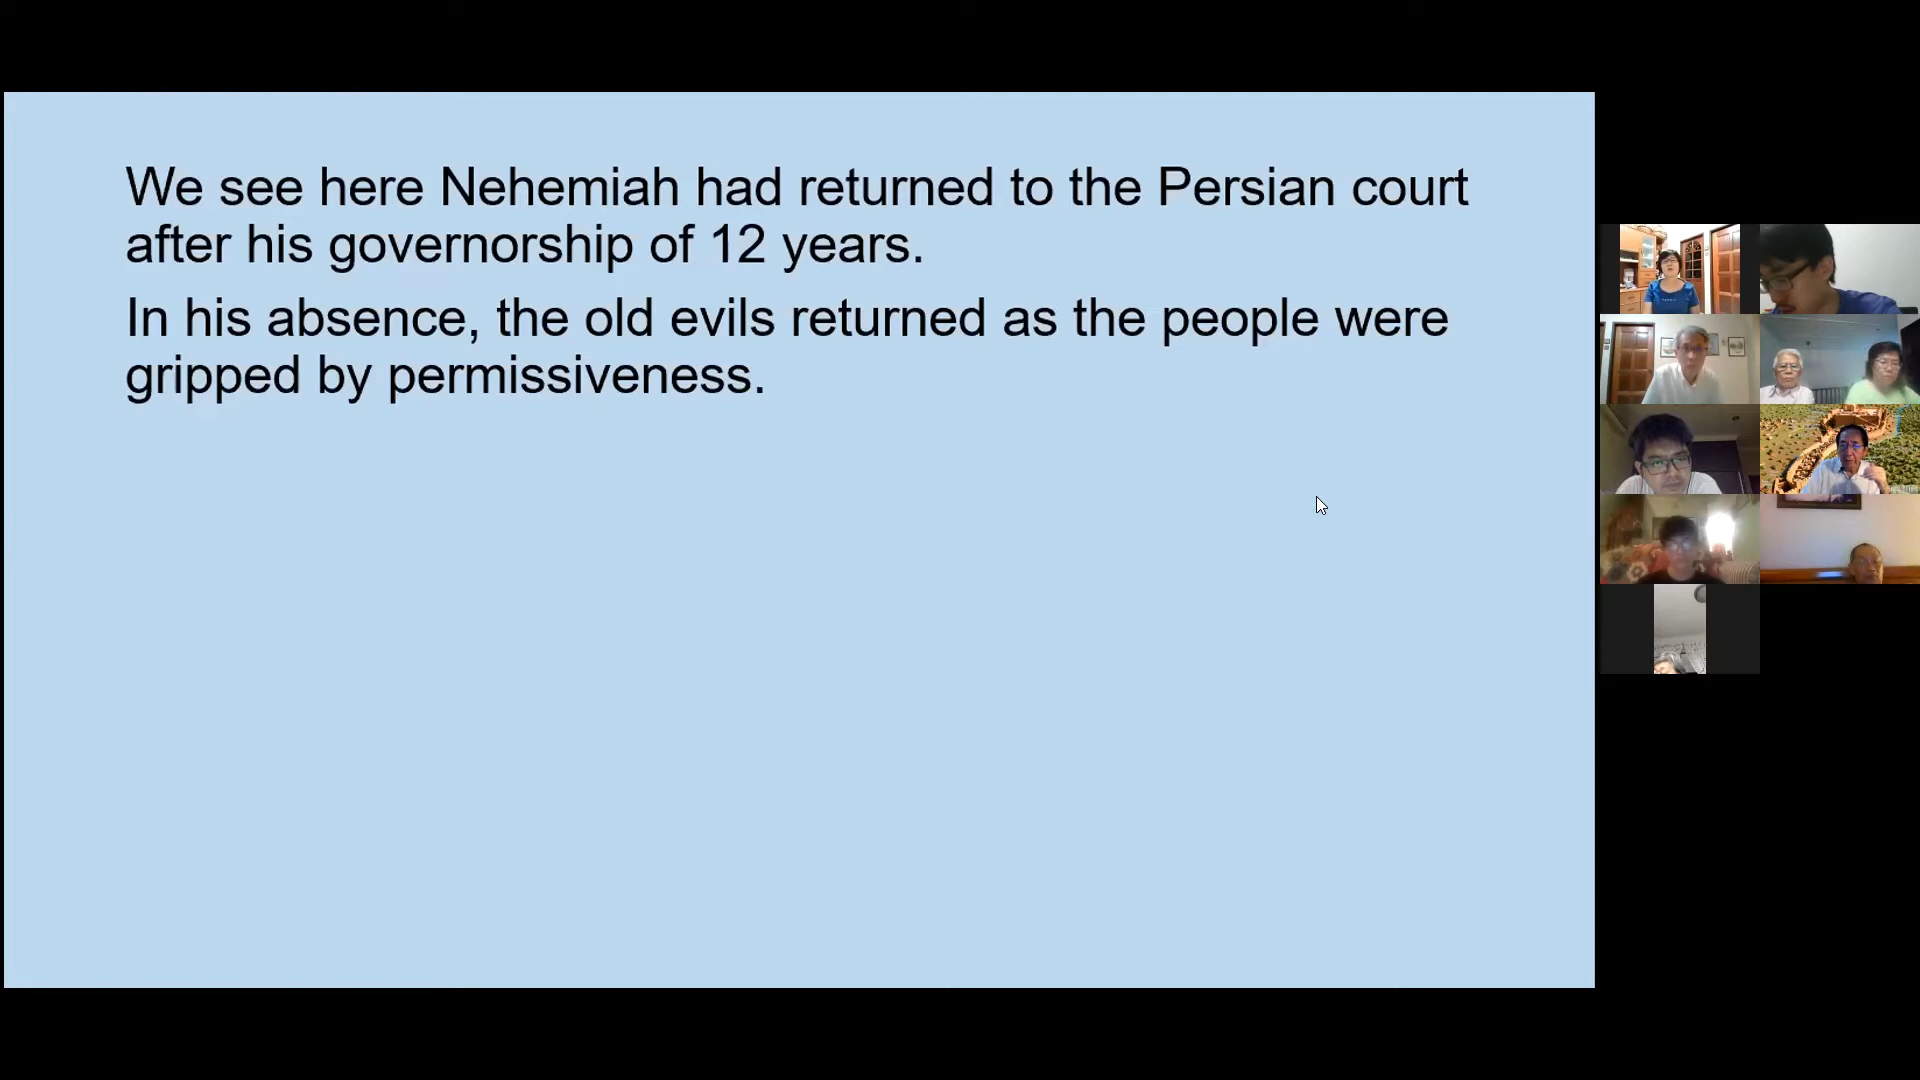 We see here Nehemiah had returned to the Persian court
after his governorship of 12 years.
In his absence, the old evils returned as the people were
gripped by permissiveness.